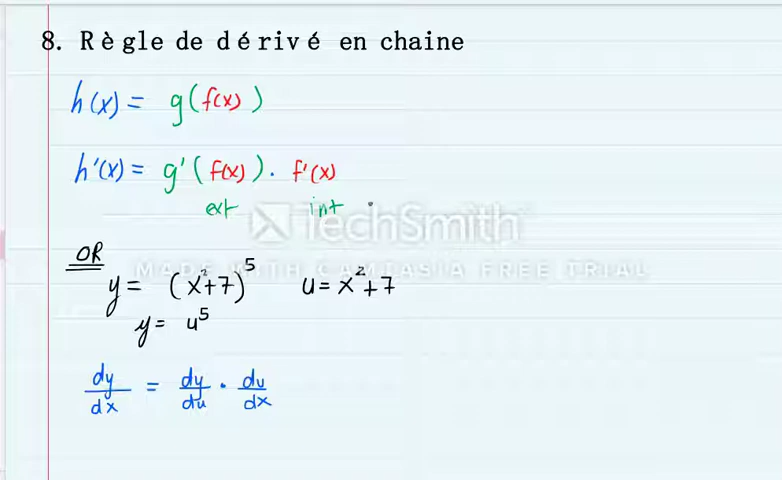 8. Règle de dérivé en chaine
h(x) = g(f(x))
h'(x) = g'(f(x)) · f'(x)
ext int
TechSmith
MADE WITH CAMTASIA FREE TRIAL
OR
y = (x²+7)⁵ u = x²+7
y = u⁵
dy/dx = dy/du · du/dx